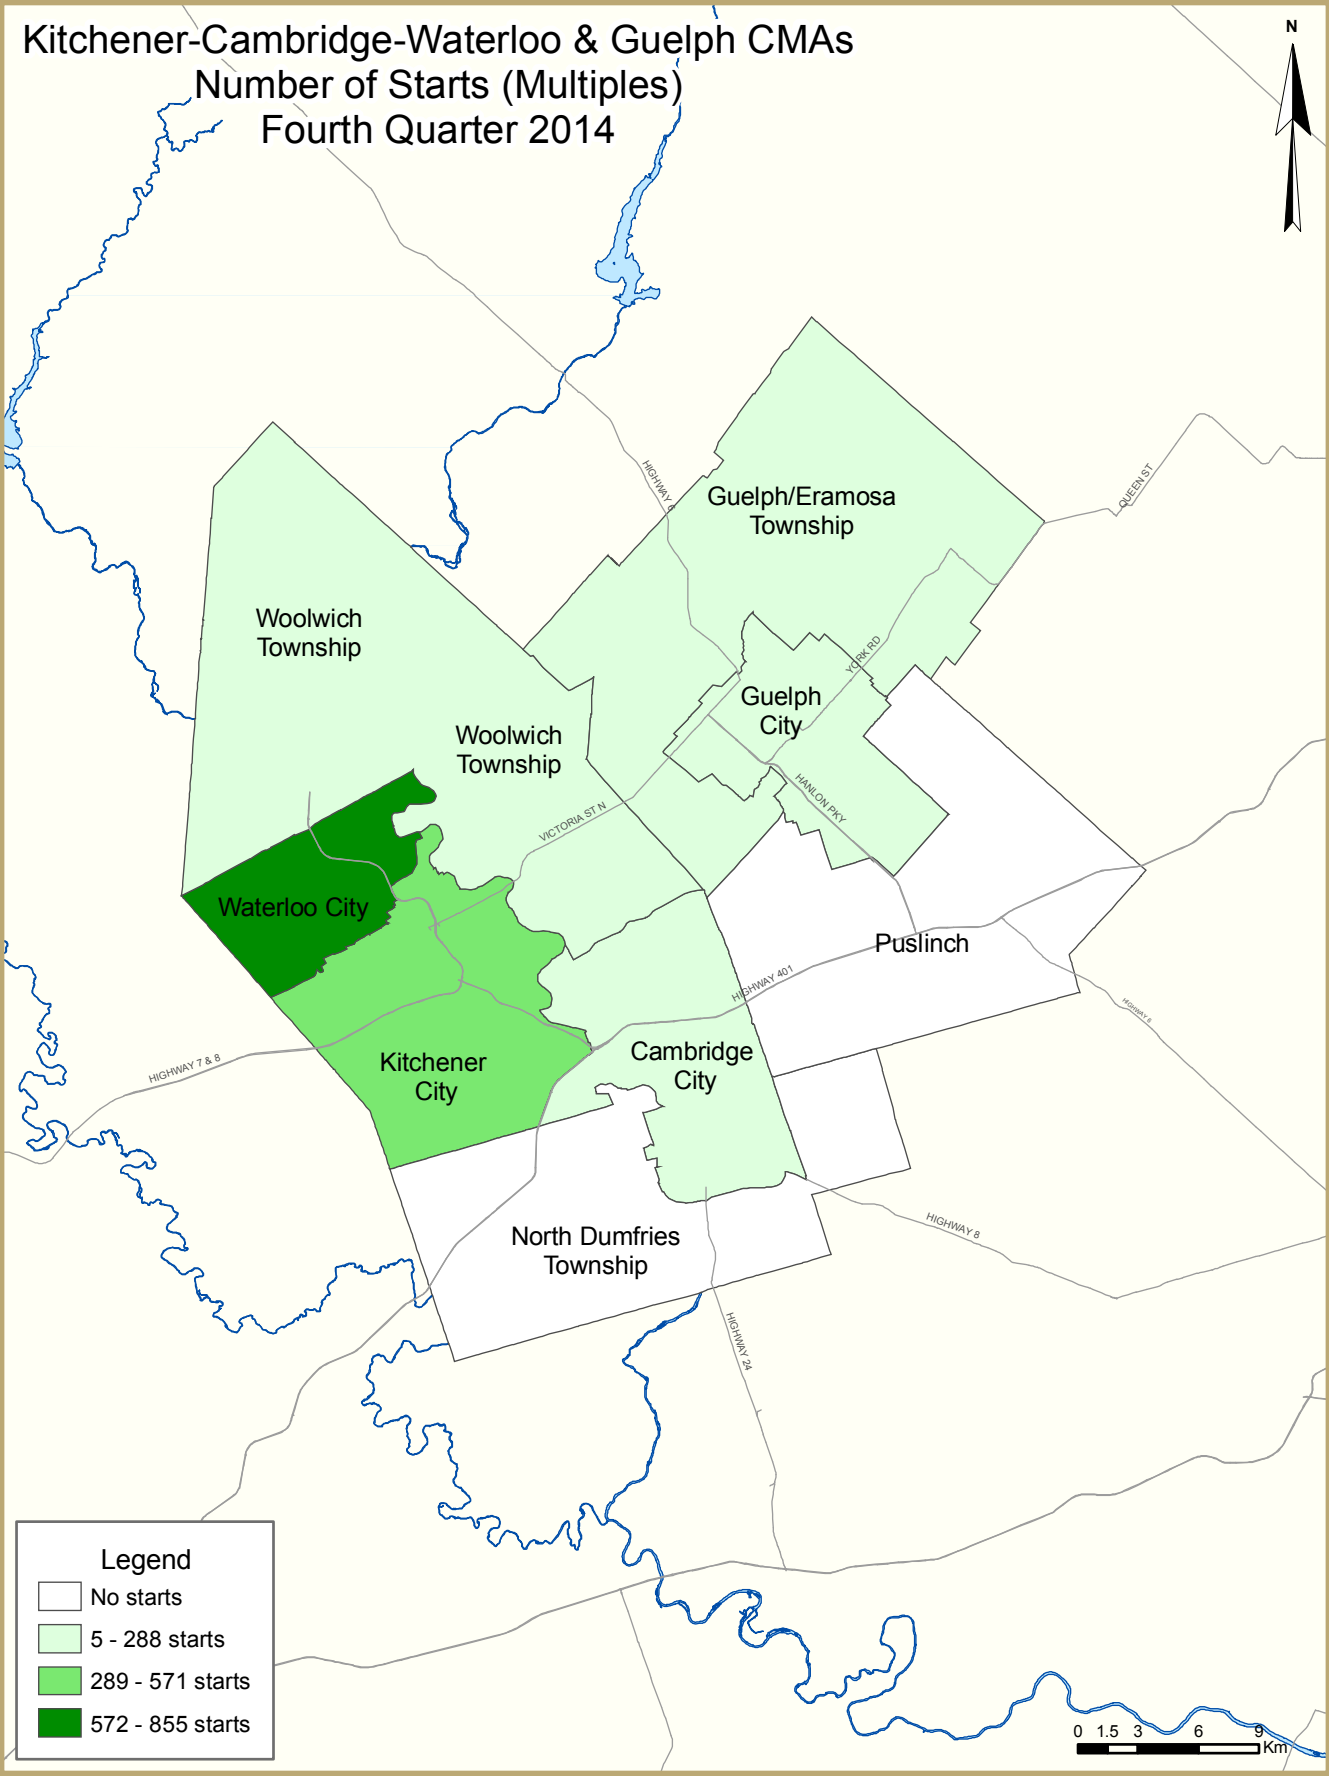 Kitchener-Cambridge-Waterloo & Guelph CMAs
Number of Starts (Multiples)
Fourth Quarter 2014
N
HIGHWAY 6
QUEEN ST
Guelph/Eramosa
Township
Woolwich
Township
YORK RD
Guelph
City
Woolwich
Township
HANLON PKY
VICTORIA ST N
Waterloo City
Puslinch
HIGHWAY 401
HIGHWAY 6
Cambridge
City
Kitchener
City
HIGHWAY 7 & 8
North Dumfries
Township
HIGHWAY 8
HIGHWAY 24
Legend
No starts
5 - 288 starts
289 - 571 starts
572 - 855 starts
0 1.5 3 6 9
Km